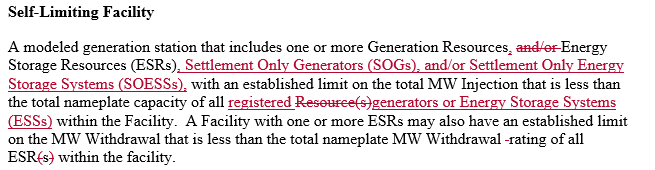 Self-Limiting Facility
A modeled generation station that includes one or more Generation Resources, and/or Energy
Storage Resources (ESRs), Settlement Only Generators (SOGs), and/or Settlement Only Energy
Storage Systems (SOESSs), with an established limit on the total MW Injection that is less than
the total nameplate capacity of all registered Resource(s)generators or Energy Storage Systems
(ESSs) within the Facility.  A Facility with one or more ESRs may also have an established limit
on the MW Withdrawal that is less than the total nameplate MW Withdrawal -rating of all
ESR(s) within the facility.